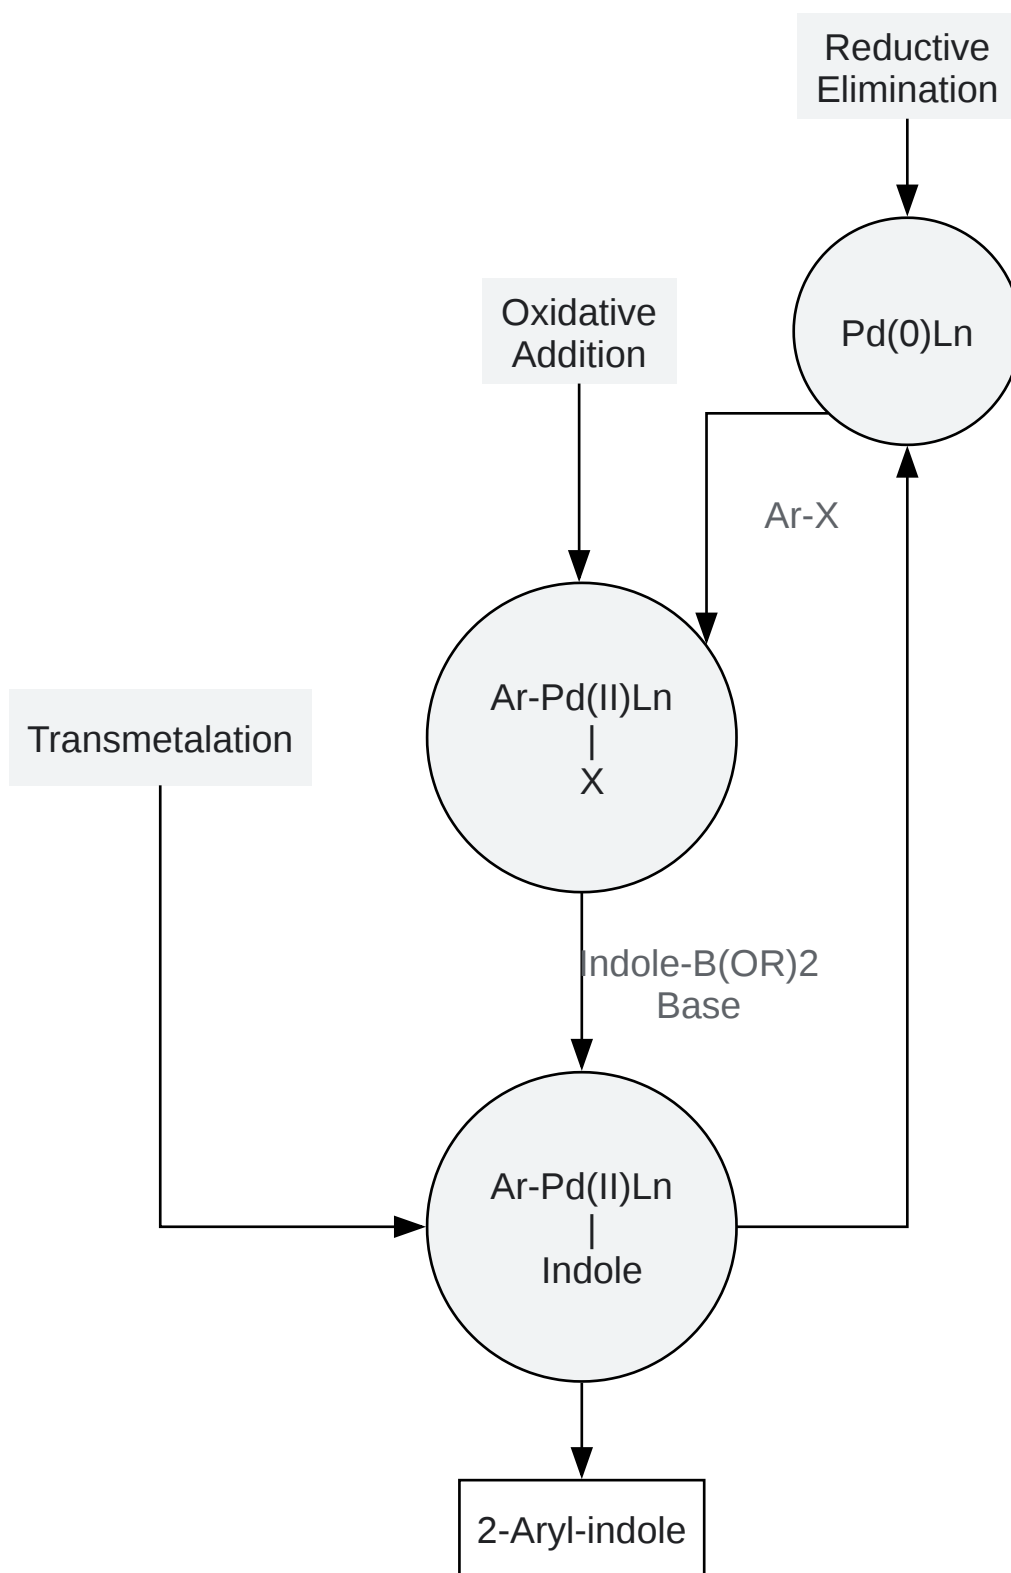 Reductive
Elimination
Pd(0)Ln
Oxidative
Addition
Ar-X
Ar-Pd(II)Ln
|
X
Transmetalation
Indole-B(OR)2
Base
Ar-Pd(II)Ln
|
Indole
2-Aryl-indole